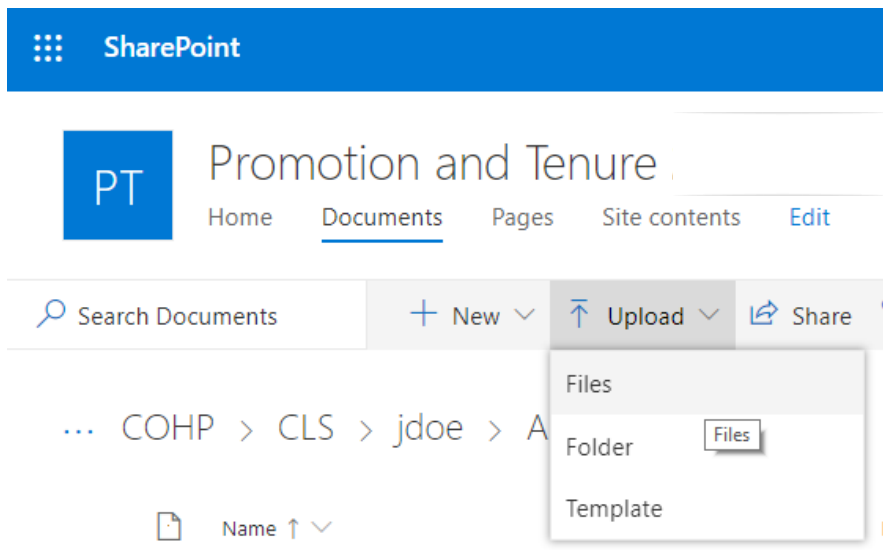 SharePoint
PT
Promotion and Tenure
Home Documents Pages Site contents Edit
Search Documents + New Upload Share
Files
... COHP > CLS > jdoe > A
Files
Folder
Template
Name ↑